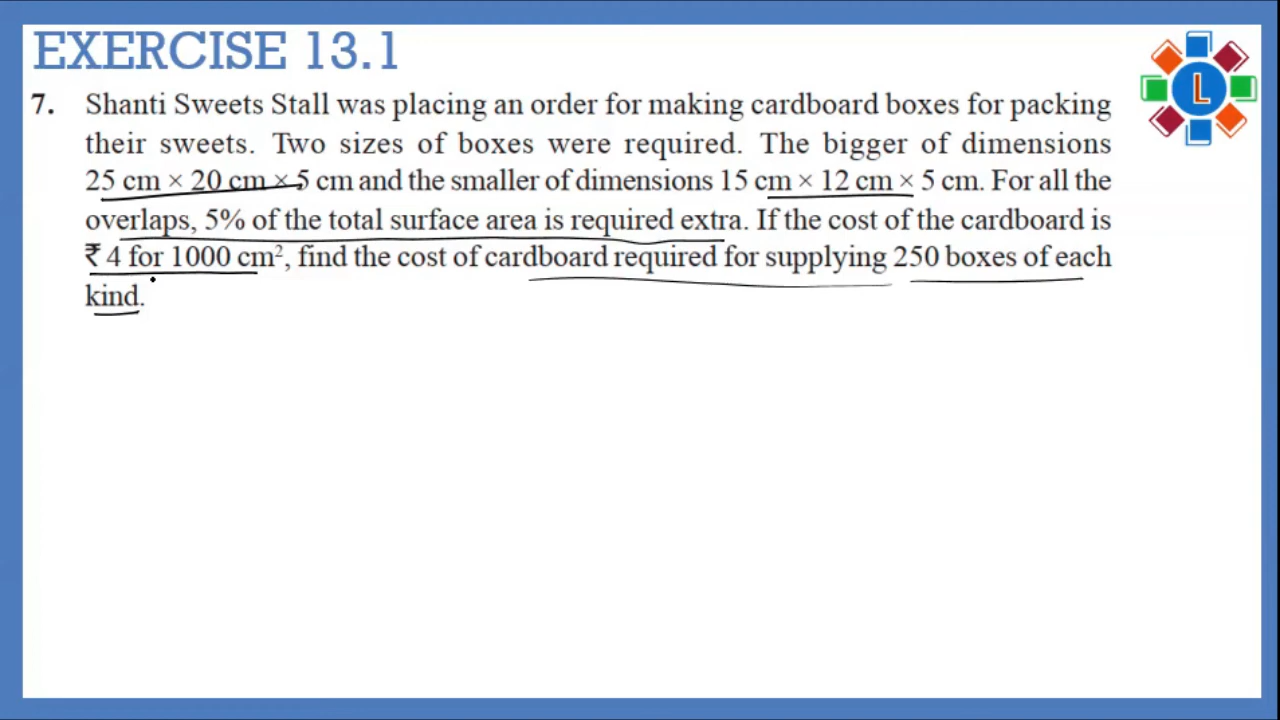 EXERCISE 13.1
L
7. Shanti Sweets Stall was placing an order for making cardboard boxes for packing
their sweets. Two sizes of boxes were required. The bigger of dimensions
25 cm × 20 cm × 5 cm and the smaller of dimensions 15 cm × 12 cm × 5 cm. For all the
overlaps, 5% of the total surface area is required extra. If the cost of the cardboard is
₹ 4 for 1000 cm², find the cost of cardboard required for supplying 250 boxes of each
kind.